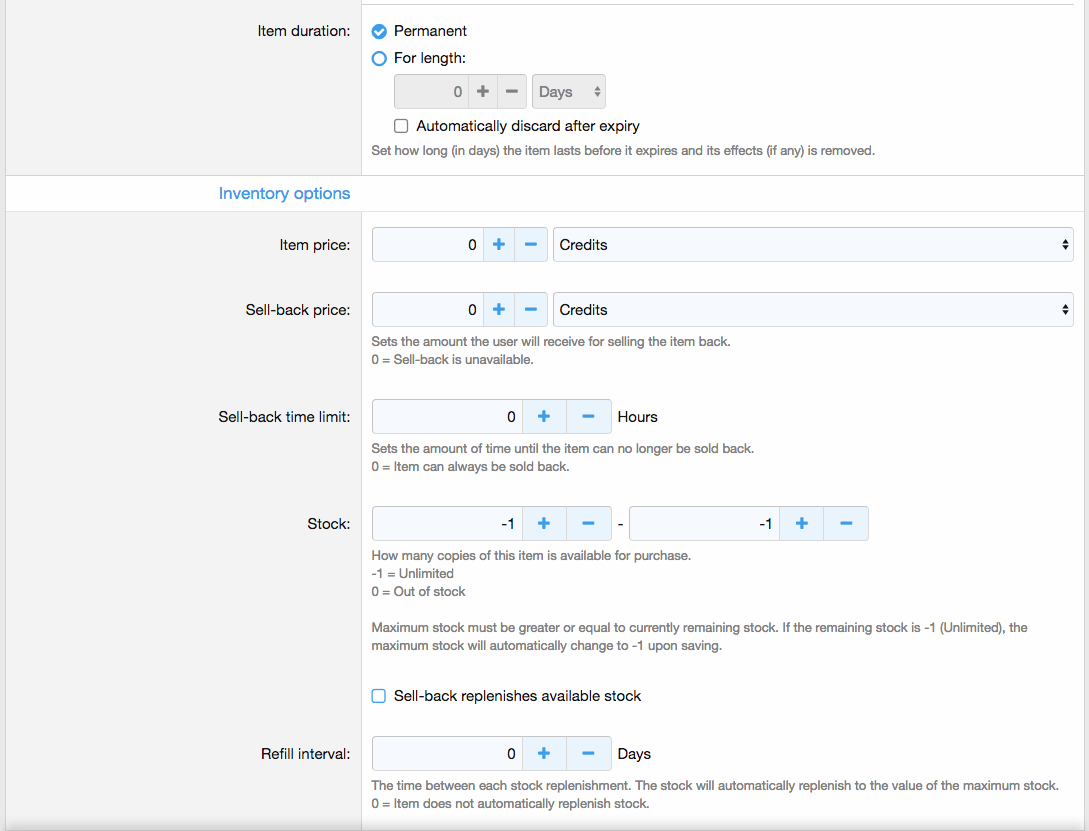 Item duration:
Permanent
For length:
0
Days
Automatically discard after expiry
Set how long (in days) the item lasts before it expires and its effects (if any) is removed.
Inventory options
Item price:
0
Credits
Sell-back price:
0
Credits
Sets the amount the user will receive for selling the item back.
0 = Sell-back is unavailable.
Sell-back time limit:
0
Hours
Sets the amount of time until the item can no longer be sold back.
0 = Item can always be sold back.
Stock:
-1
-
-1
How many copies of this item is available for purchase.
-1 = Unlimited
0 = Out of stock
Maximum stock must be greater or equal to currently remaining stock. If the remaining stock is -1 (Unlimited), the
maximum stock will automatically change to -1 upon saving.
Sell-back replenishes available stock
Refill interval:
0
Days
The time between each stock replenishment. The stock will automatically replenish to the value of the maximum stock.
0 = Item does not automatically replenish stock.